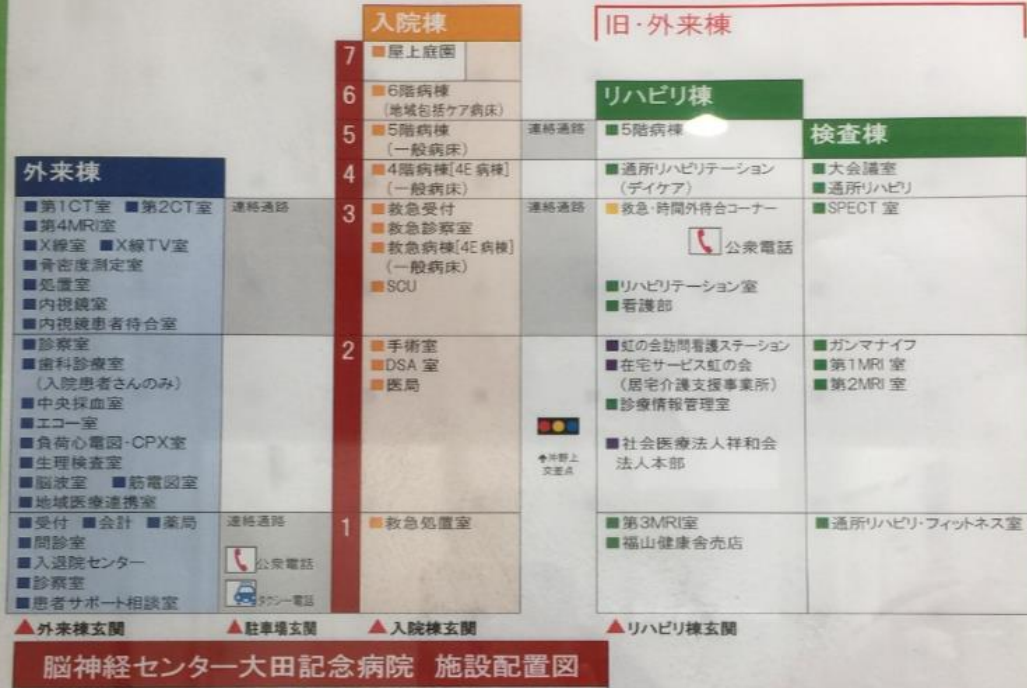 入院棟
旧・外来棟
7
屋上庭園
6
6階病棟
(地域包括ケア病床)
リハビリ棟
5
5階病棟
(一般病床)
連絡通路
5階病棟
検査棟
外来棟
4
4階病棟[4E病棟]
(一般病床)
通所リハビリテーション
(デイケア)
大会議室
通所リハビリ
第1CT室 第2CT室
第4MRI室
X線室 X線TV室
骨密度測定室
処置室
内視鏡室
内視鏡患者待合室
連絡通路
3
救急受付
救急診察室
救急病棟[4E病棟]
(一般病床)
SCU
連絡通路
救急・時間外待合コーナー
公衆電話
リハビリテーション室
看護部
SPECT室
診察室
歯科診療室
(入院患者さんのみ)
中央採血室
エコー室
負荷心電図・CPX室
生理検査室
脳波室 筋電図室
地域医療連携室
2
手術室
DSA室
医局
沖野上
交差点
虹の会訪問看護ステーション
在宅サービス虹の会
(居宅介護支援事業所)
診療情報管理室
社会医療法人祥和会
法人本部
ガンマナイフ
第1MRI室
第2MRI室
受付 会計 薬局
問診室
入退院センター
診察室
患者サポート相談室
連絡通路
公衆電話
タクシー電話
1
救急処置室
第3MRI室
福山健康舎売店
通所リハビリ・フィットネス室
▲外来棟玄関
▲駐車場玄関
▲入院棟玄関
▲リハビリ棟玄関
脳神経センター大田記念病院 施設配置図